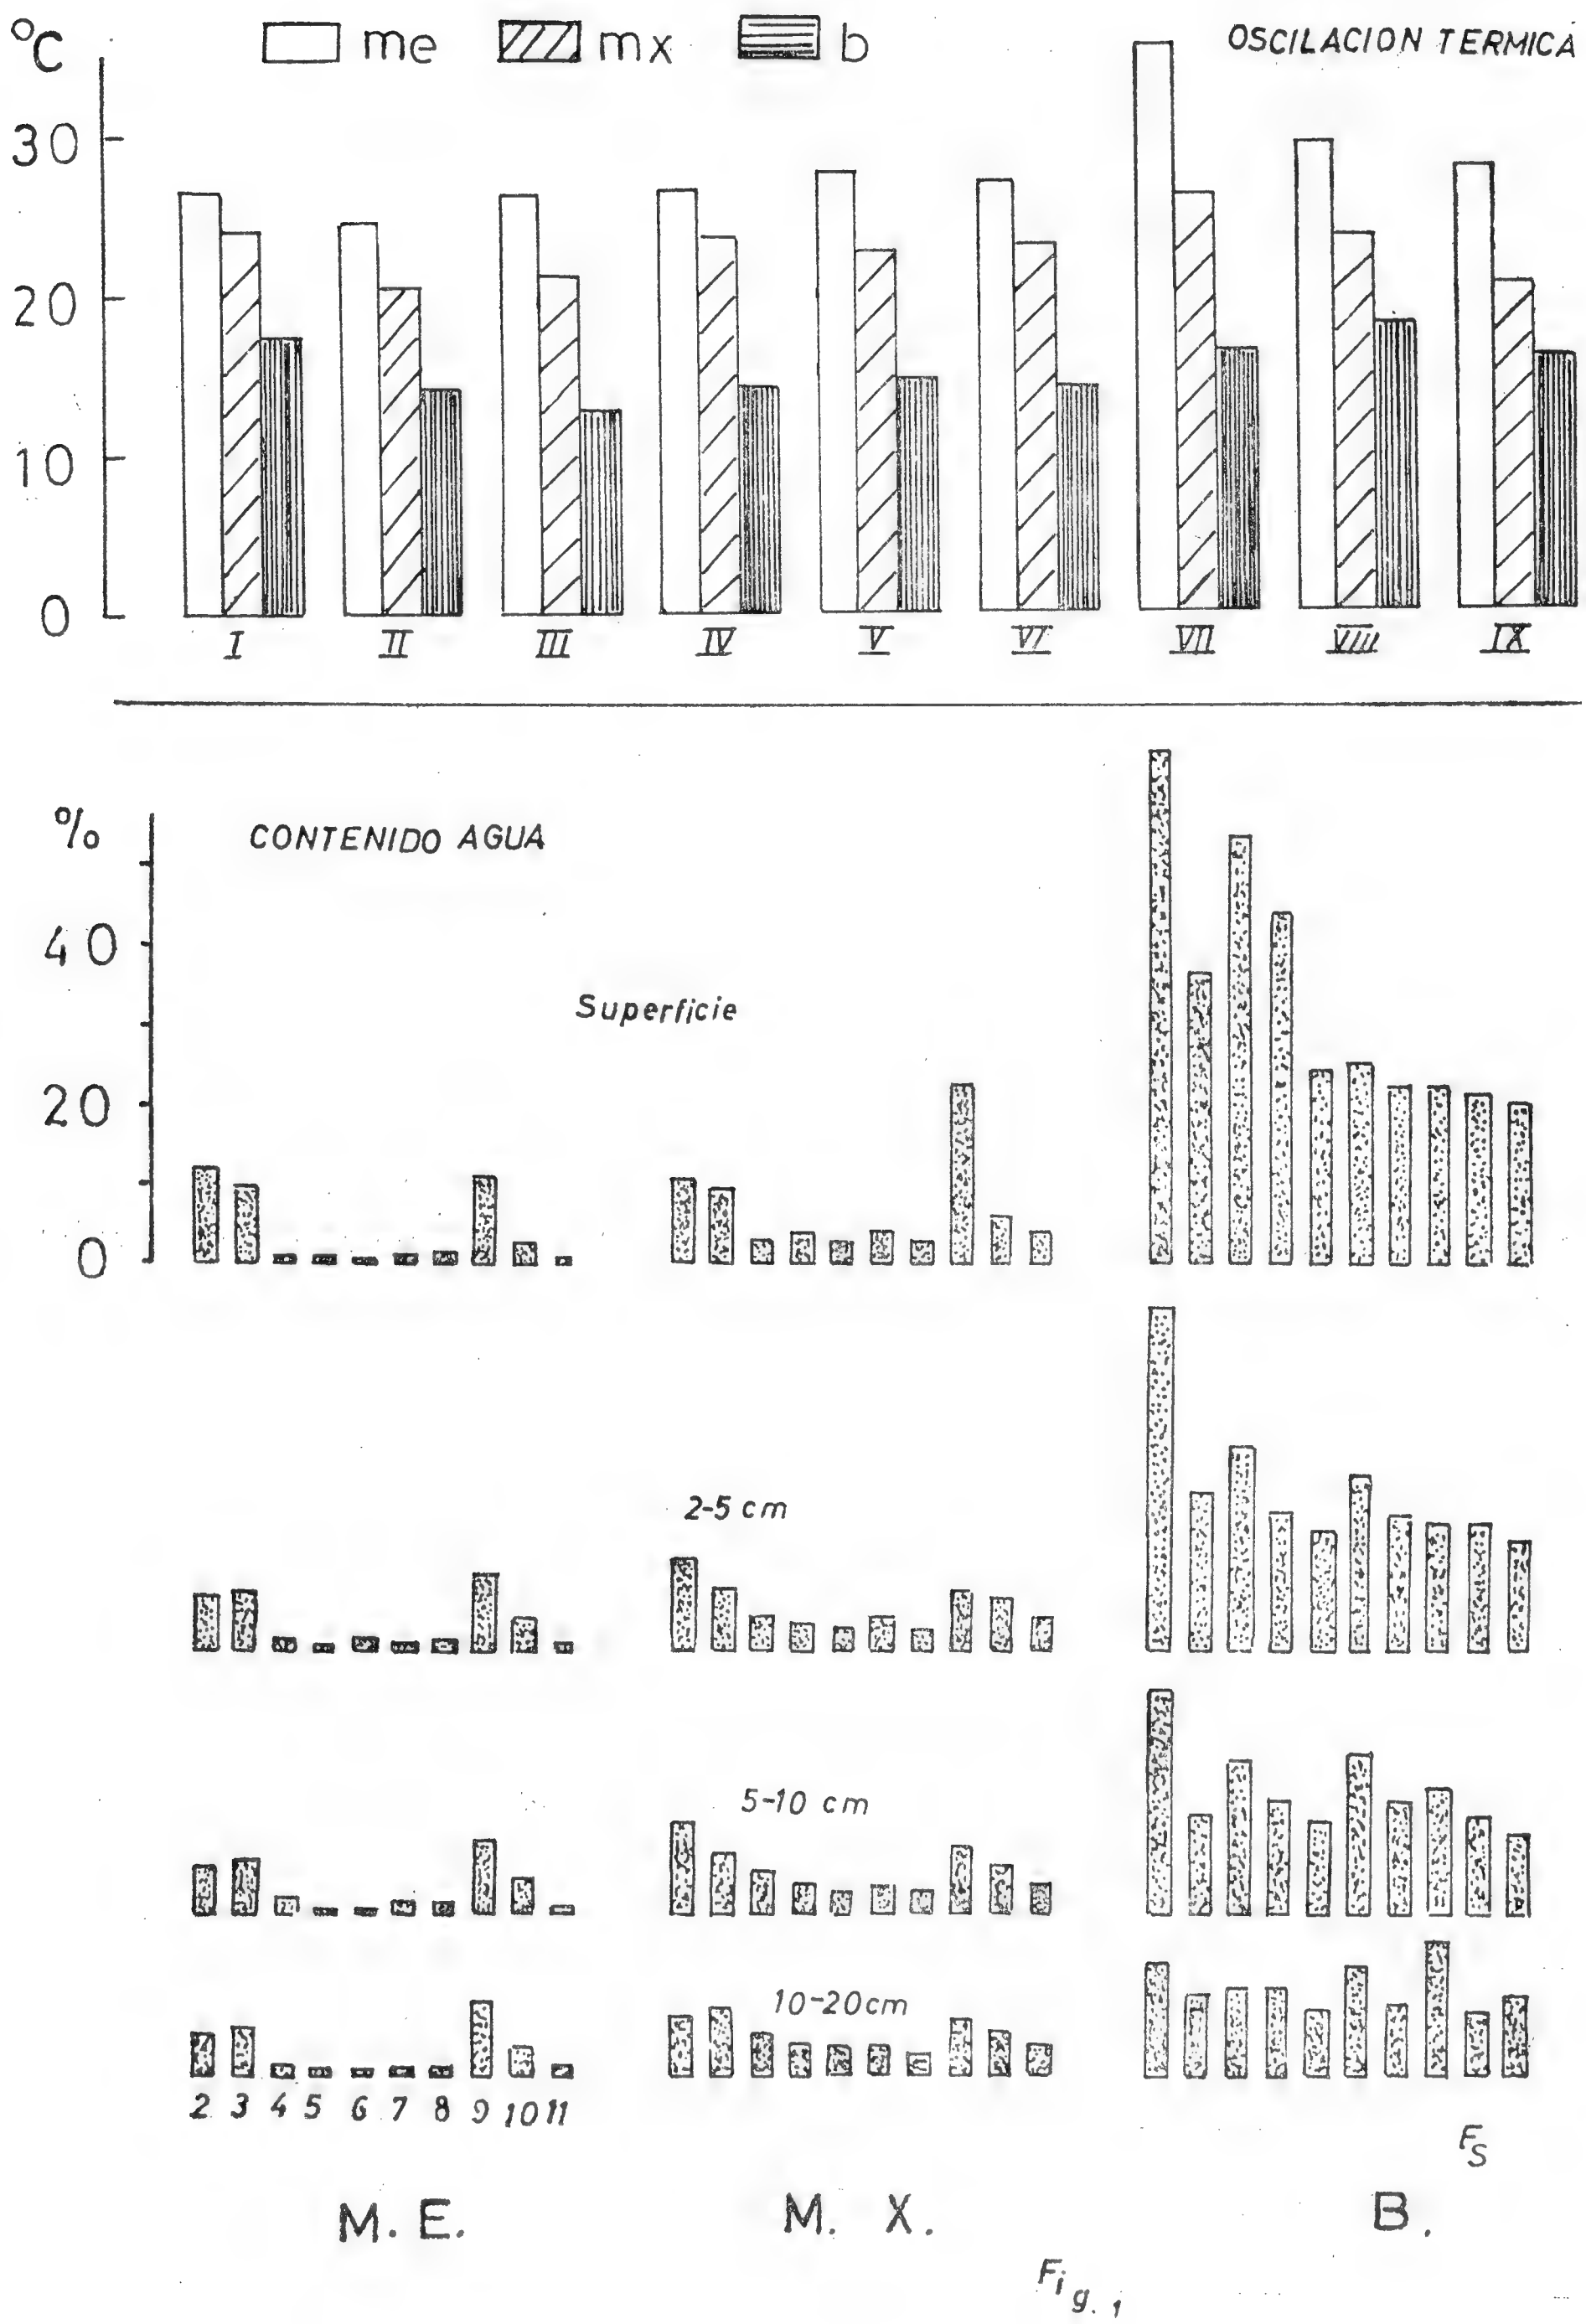 °C me mx b OSCILACION TERMICA
30
20
10
0
I II III IV V VI VII VIII IX
% CONTENIDO AGUA
40
Superficie
20
0
2-5 cm
5-10 cm
10-20cm
2 3 4 5 6 7 8 9 10 11
FS
M. E. M. X. B.
Fig. 1